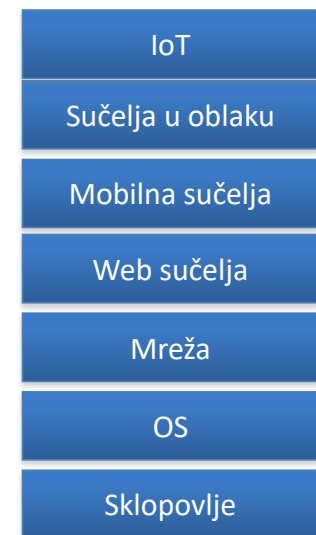 IoT
Sučelja u oblaku
Mobilna sučelja
Web sučelja
Mreža
OS
Sklopovlje